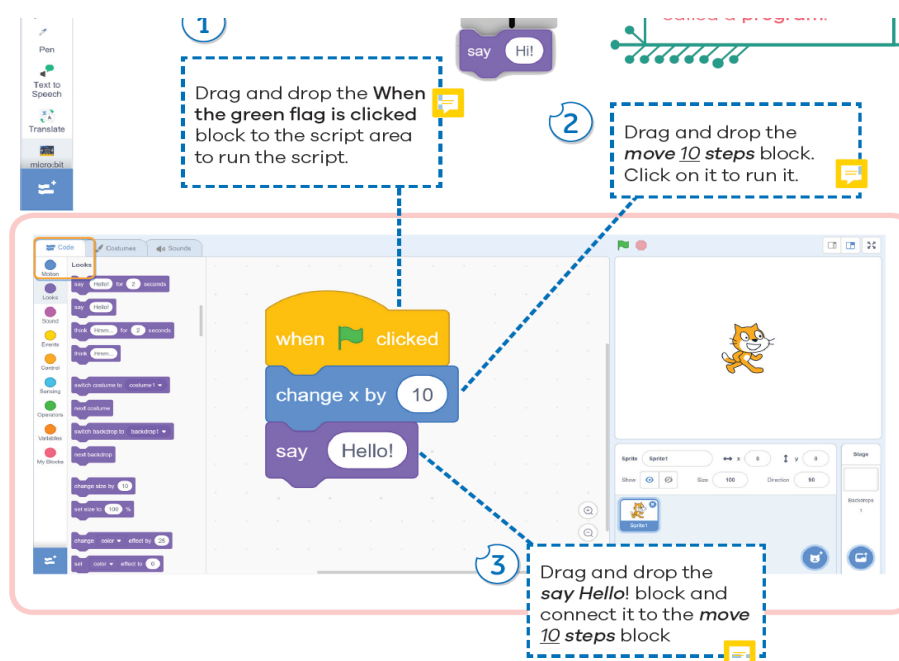 Pen
Text to
Speech
Translate
micro:bit
1
say Hi!
called a program.
Drag and drop the When
the green flag is clicked
block to the script area
to run the script.
2
Drag and drop the
move 10 steps block.
Click on it to run it.
Code
Costumes
Sounds
Motion
Looks
Sound
Events
Control
Sensing
Operators
Variables
My Blocks
Looks
say Hello! for 2 seconds
say Hello!
think Hmm... for 2 seconds
think Hmm...
switch costume to costume1
next costume
switch backdrop to backdrop1
next backdrop
change size by 10
set size to 100 %
change color effect by 25
set color effect to 0
when clicked
change x by 10
say Hello!
Sprite Sprite1 x 0 y 0
Show Size 100 Direction 90
Sprite1
Stage
Backdrops
1
3
Drag and drop the
say Hello! block and
connect it to the move
10 steps block